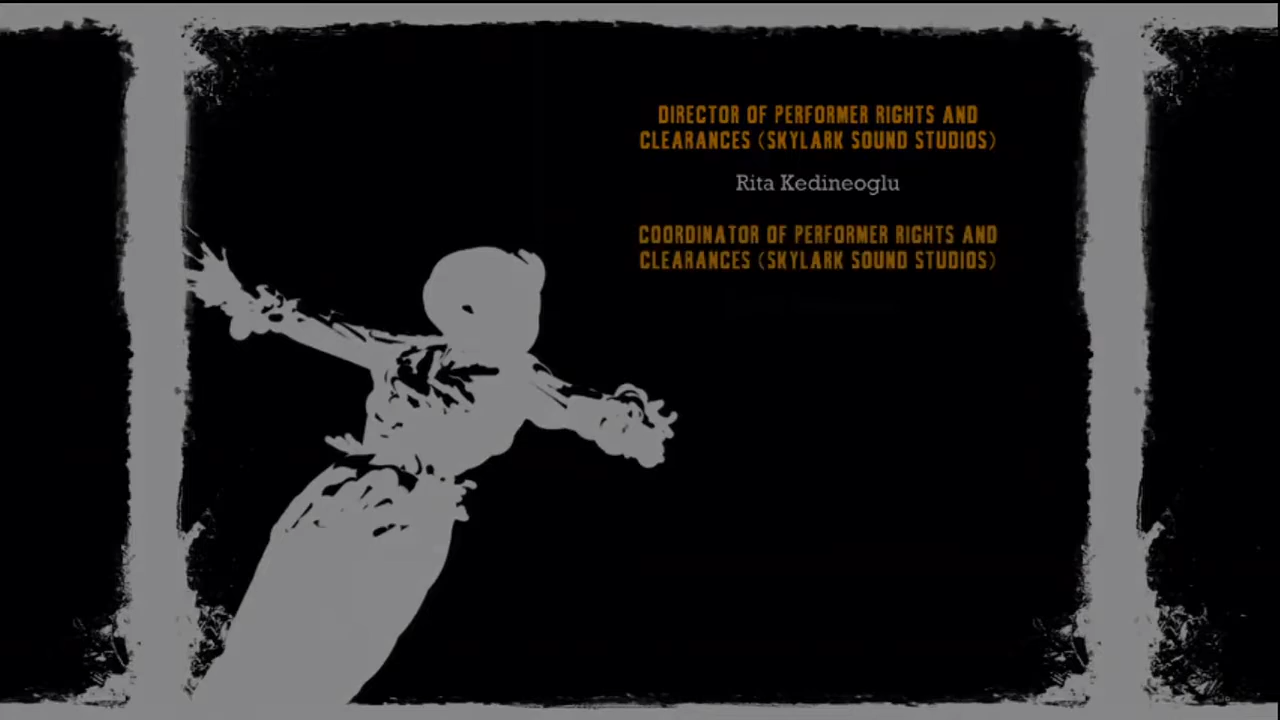 DIRECTOR OF PERFORMER RIGHTS AND
CLEARANCES (SKYLARK SOUND STUDIOS)
Rita Kedineoglu
COORDINATOR OF PERFORMER RIGHTS AND
CLEARANCES (SKYLARK SOUND STUDIOS)